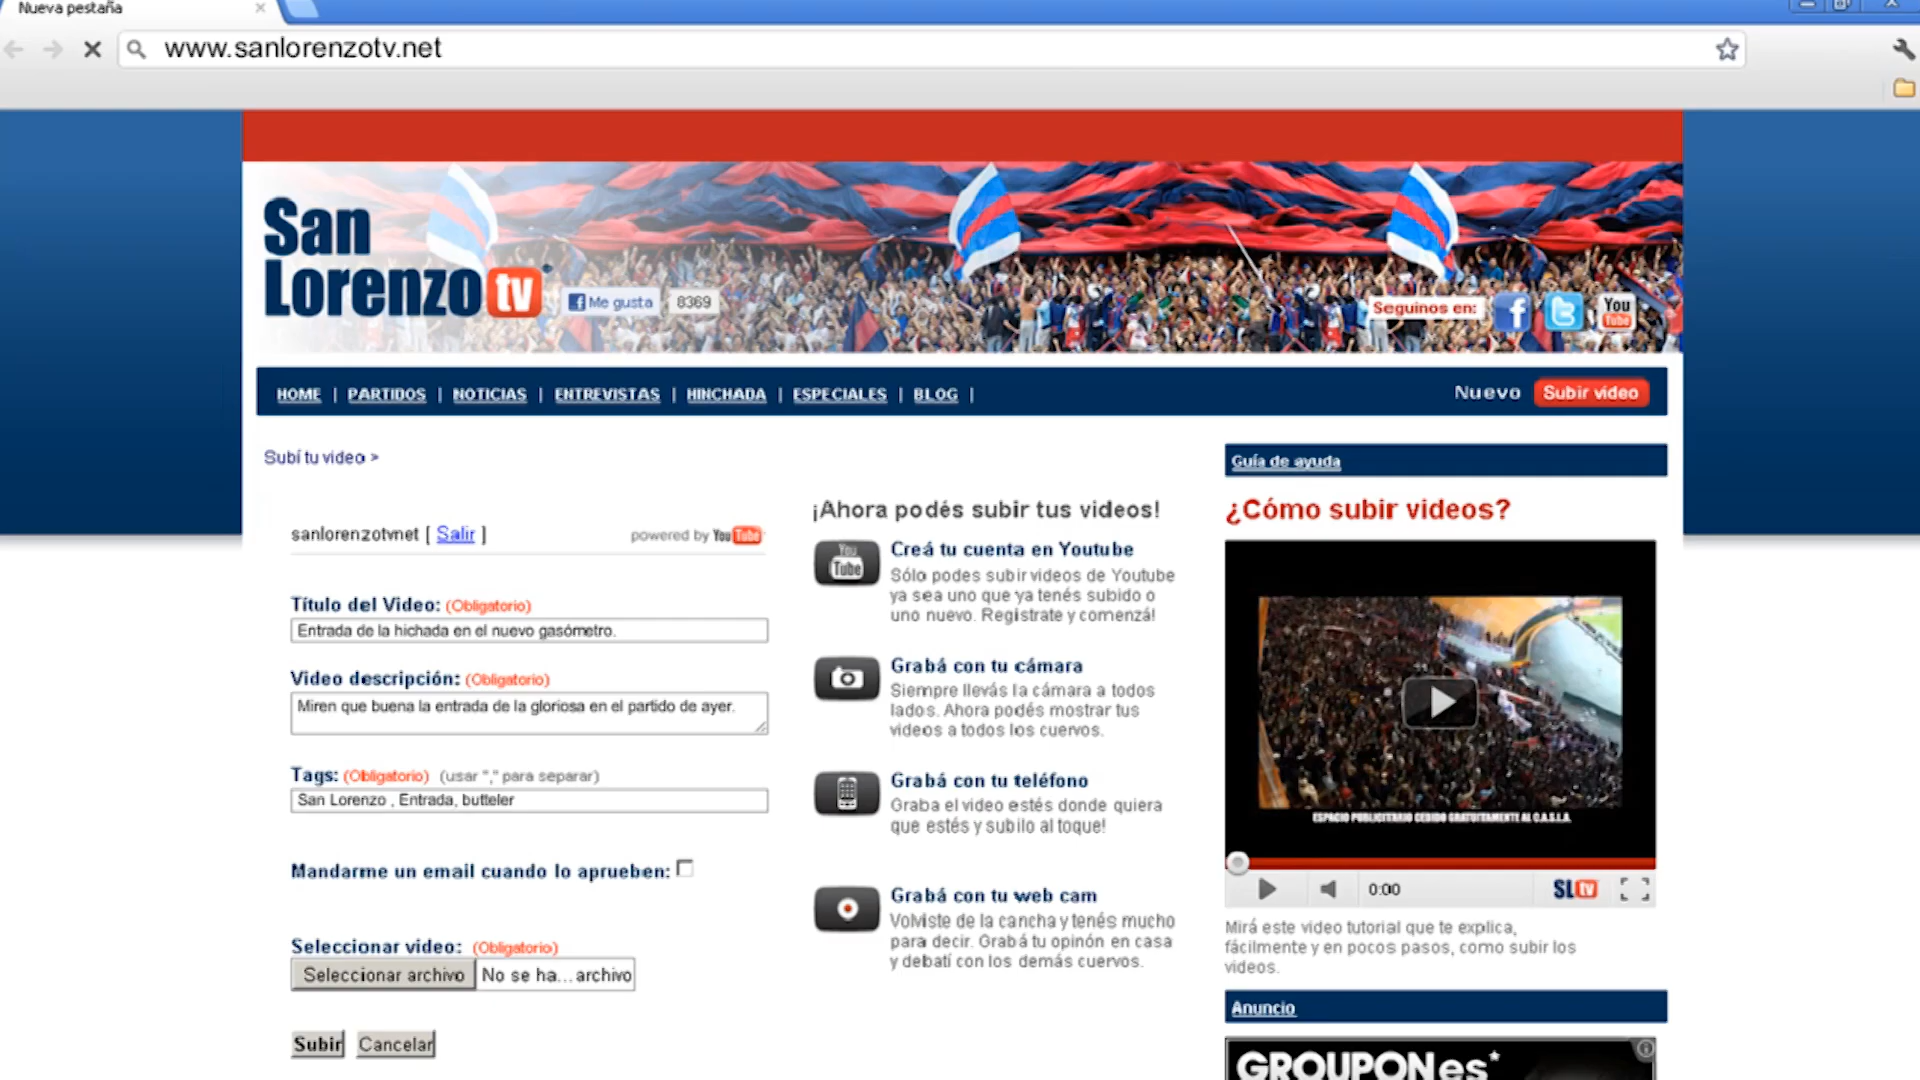 Nueva pestaña
www.sanlorenzotv.net
San
Lorenzo tv
Me gusta 8369
Seguinos en:
You
Tube
HOME | PARTIDOS | NOTICIAS | ENTREVISTAS | HINCHADA | ESPECIALES | BLOG |
Nuevo Subir video
Subí tu video >
sanlorenzotvnet [ Salir ]
powered by YouTube
Título del Video: (Obligatorio)
Entrada de la hichada en el nuevo gasómetro.
Video descripción: (Obligatorio)
Miren que buena la entrada de la gloriosa en el partido de ayer.
Tags: (Obligatorio) (usar "," para separar)
San Lorenzo , Entrada, butteler
Mandarme un email cuando lo aprueben:
Seleccionar video: (Obligatorio)
Seleccionar archivo No se ha... archivo
Subir Cancelar
¡Ahora podés subir tus videos!
You
Tube
Creá tu cuenta en Youtube
Sólo podes subir videos de Youtube
ya sea uno que ya tenés subido o
uno nuevo. Registrate y comenzá!
Grabá con tu cámara
Siempre llevás la cámara a todos
lados. Ahora podés mostrar tus
videos a todos los cuervos.
Grabá con tu teléfono
Graba el video estés donde quiera
que estés y subilo al toque!
Grabá con tu web cam
Volviste de la cancha y tenés mucho
para decir. Grabá tu opinón en casa
y debatí con los demás cuervos.
Guía de ayuda
¿Cómo subir videos?
ESPACIO PUBLICITARIO CEDIDO GRATUITAMENTE AL C.A.S.L.A.
0:00
SLtv
Mirá este video tutorial que te explica,
fácilmente y en pocos pasos, como subir los
videos.
Anuncio
GROUPONes*